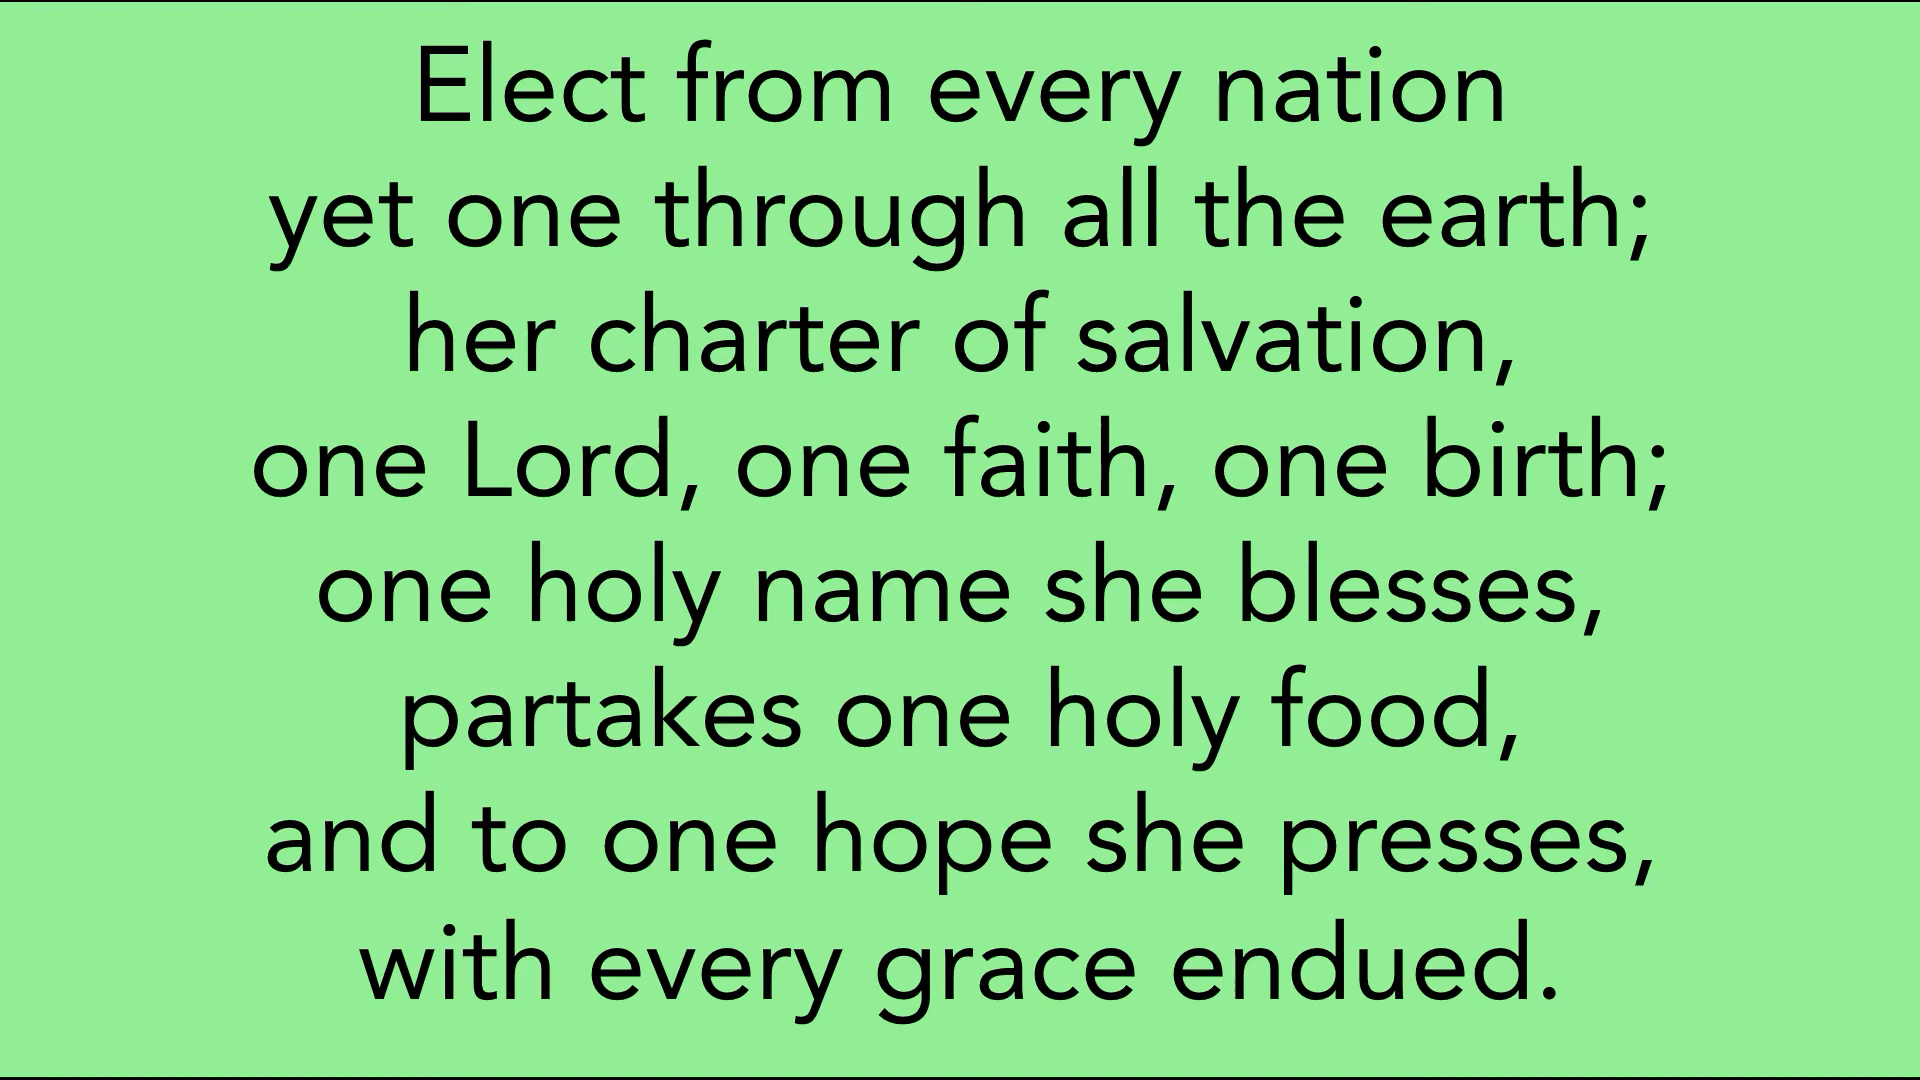 Elect from every nation
yet one through all the earth;
her charter of salvation,
one Lord, one faith, one birth;
one holy name she blesses,
partakes one holy food,
and to one hope she presses,
with every grace endued.